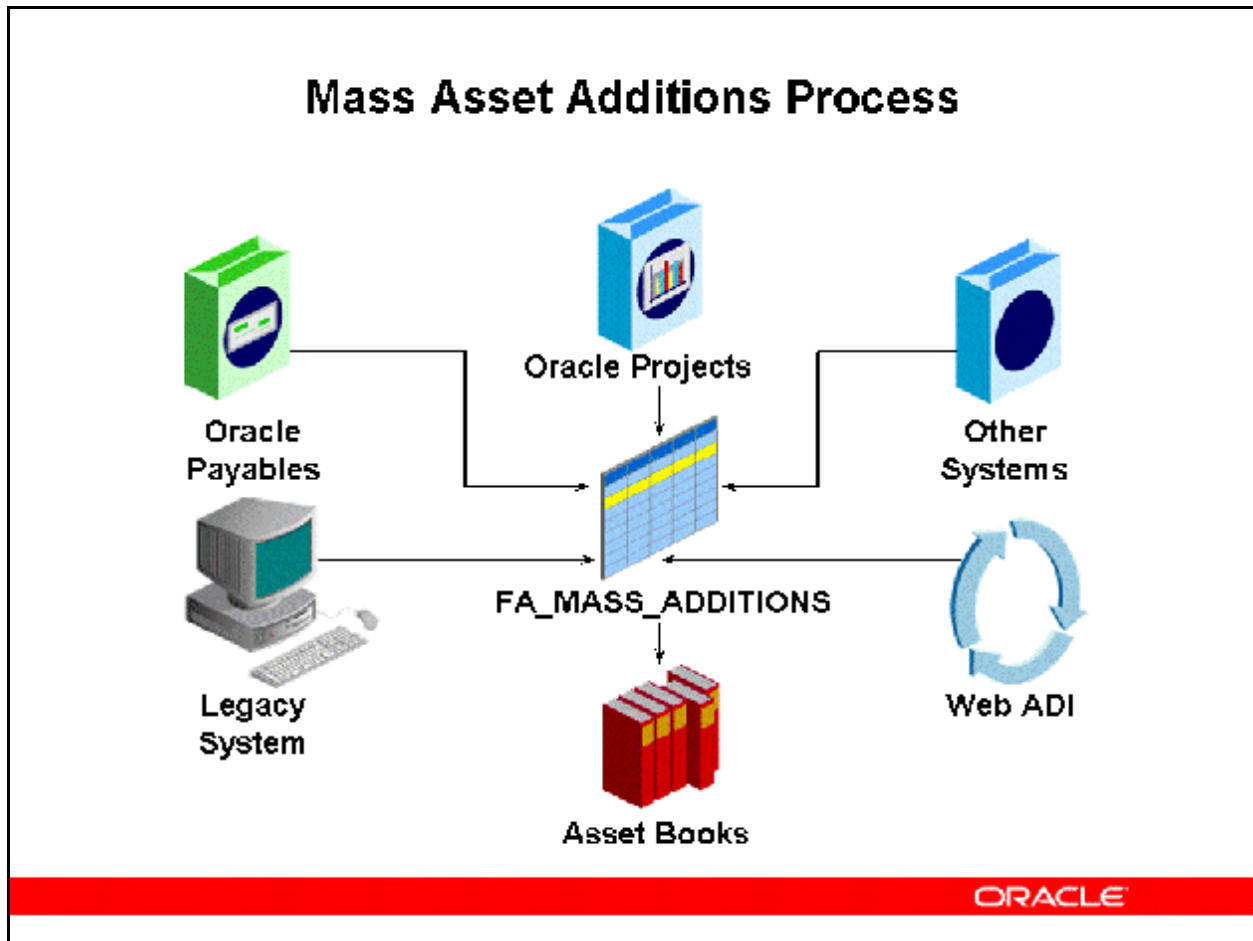 Mass Asset Additions Process
Oracle Projects
Oracle
Payables
Other
Systems
FA_MASS_ADDITIONS
Legacy
System
Web ADI
Asset Books
ORACLE